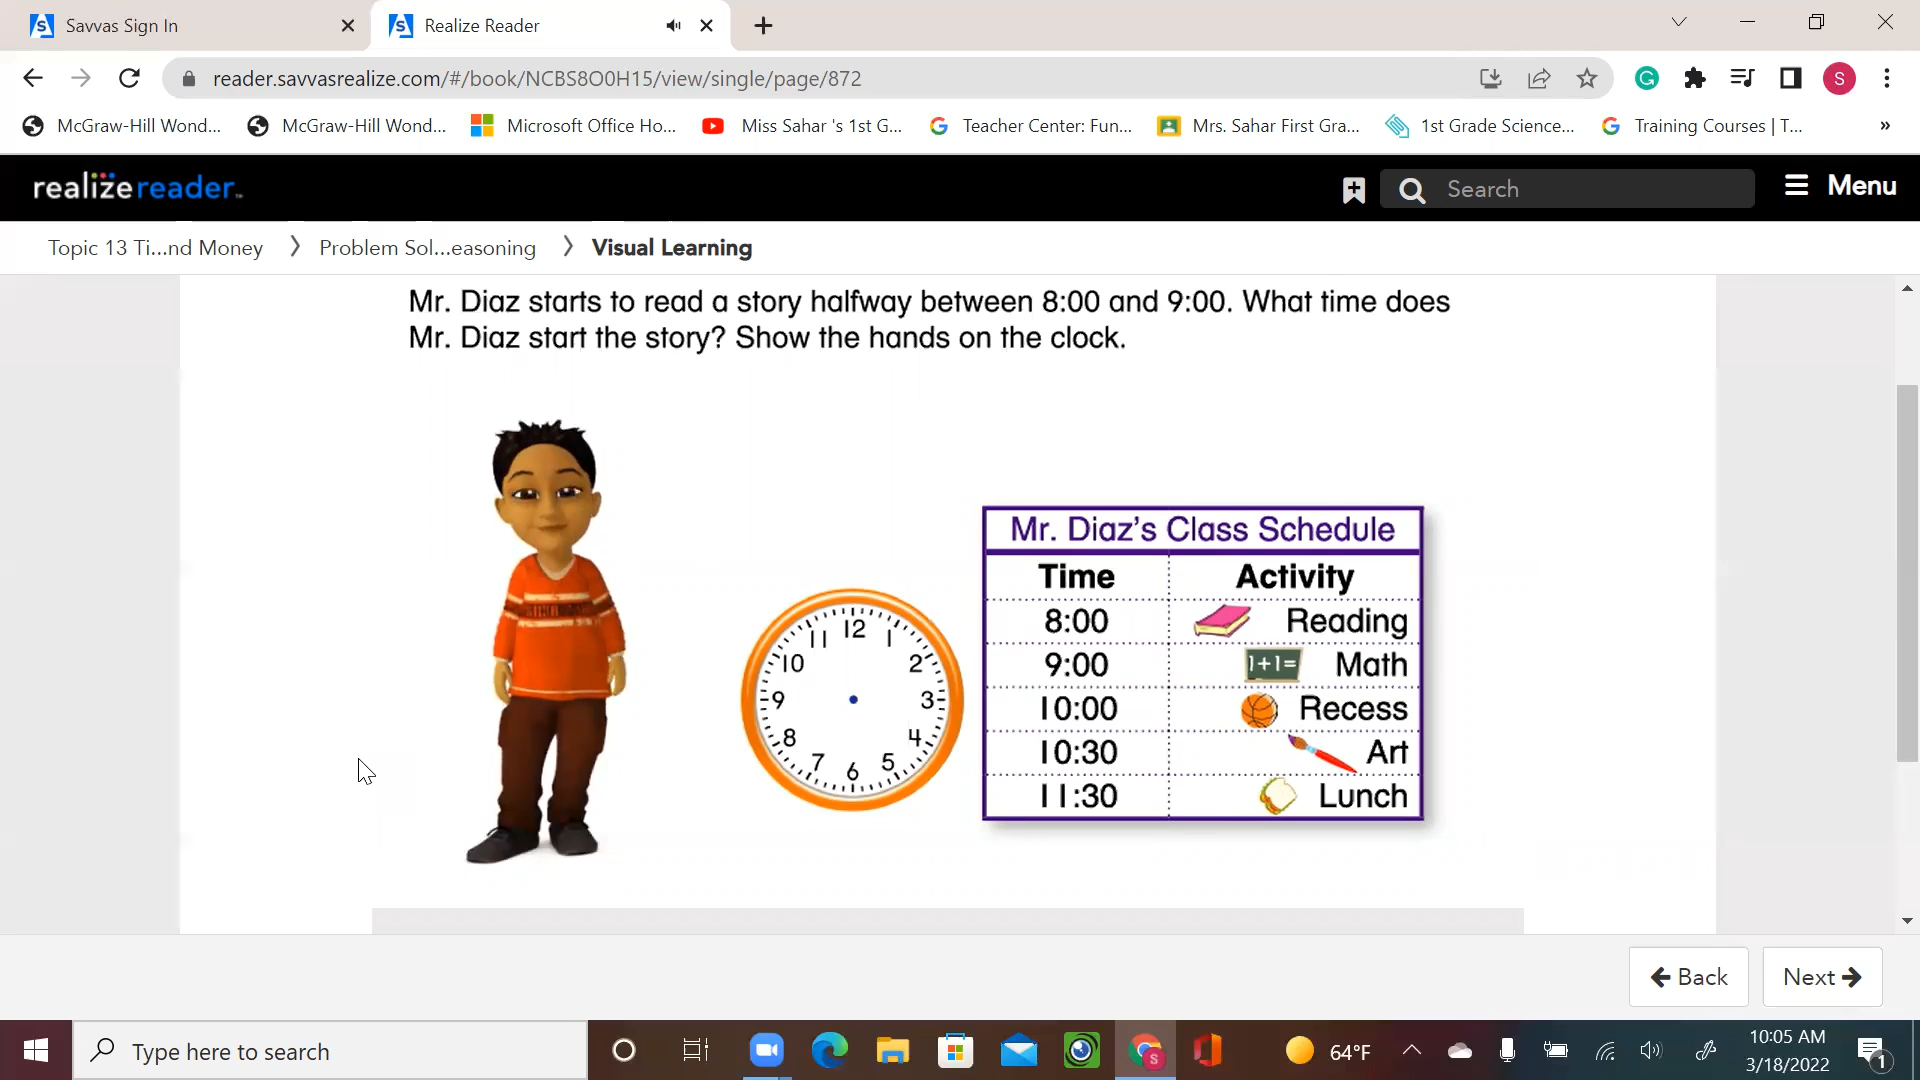 Savvas Sign In
Realize Reader
reader.savvasrealize.com/#/book/NCBS8O0H15/view/single/page/872
S
McGraw-Hill Wond...
McGraw-Hill Wond...
Microsoft Office Ho...
Miss Sahar 's 1st G...
Teacher Center: Fun...
Mrs. Sahar First Gra...
1st Grade Science...
Training Courses | T...
»
realizereader™
Search
Menu
Topic 13 Ti...nd Money
Problem Sol...easoning
Visual Learning
Mr. Diaz starts to read a story halfway between 8:00 and 9:00. What time does
Mr. Diaz start the story? Show the hands on the clock.
12
1
2
3
4
5
6
7
8
9
10
11
Mr. Diaz's Class Schedule
Time Activity
8:00 Reading
9:00 1+1= Math
10:00 Recess
10:30 Art
11:30 Lunch
Back
Next
Type here to search
64°F
10:05 AM
3/18/2022
1